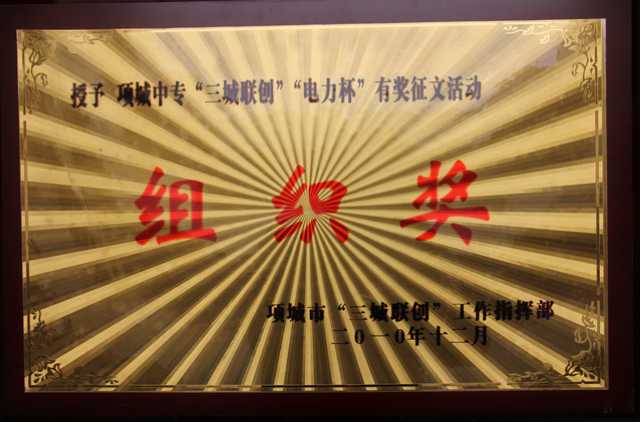 授予 项城中专“三城联创”“电力杯”有奖征文活动
组织奖
项城市“三城联创”工作指挥部
二0一0年十二月